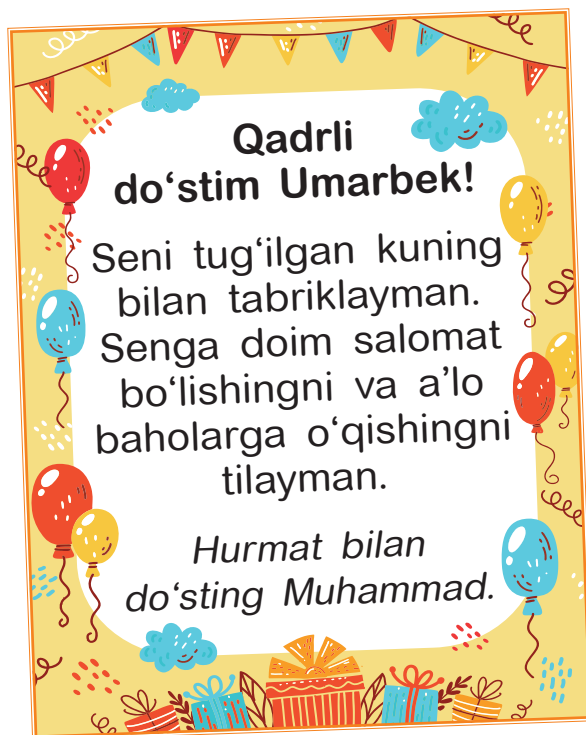 Qadrli
do‘stim Umarbek!
Seni tug‘ilgan kuning
bilan tabriklayman.
Senga doim salomat
bo‘lishingni va a’lo
baholarga o‘qishingni
tilayman.
Hurmat bilan
do‘sting Muhammad.